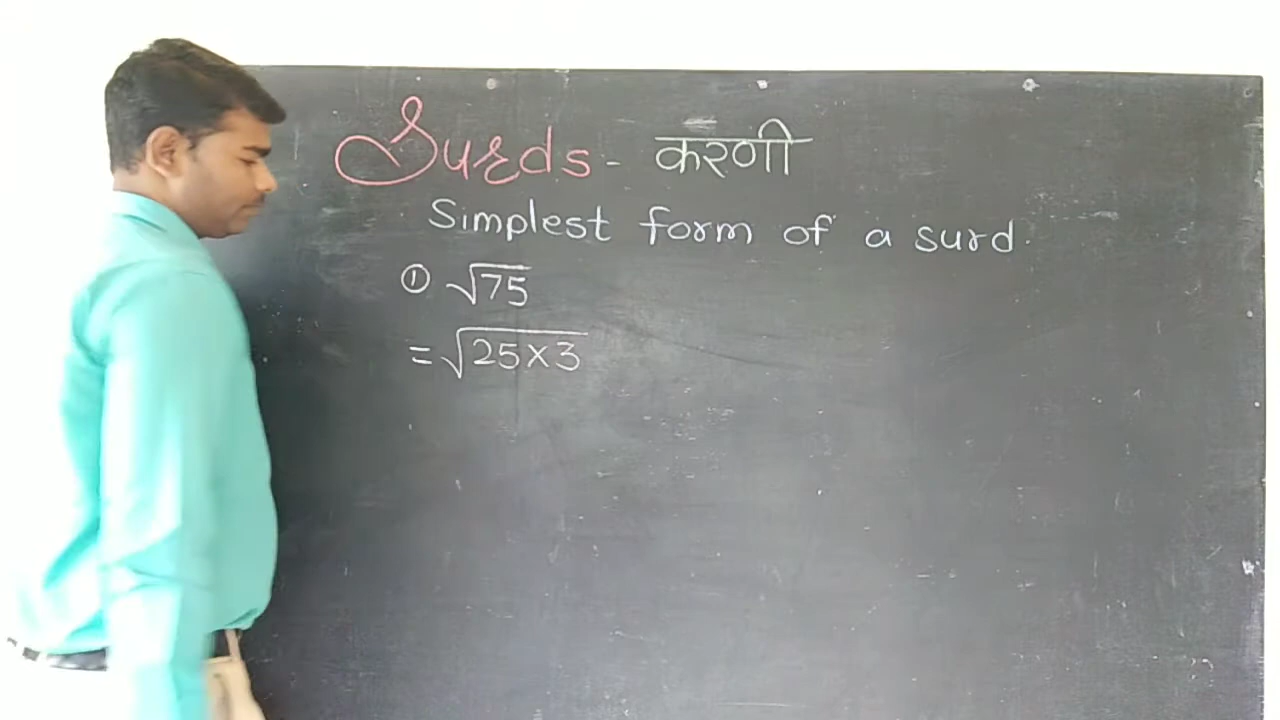 Surds - करणी
Simplest form of a surd.
① √75
= √25×3